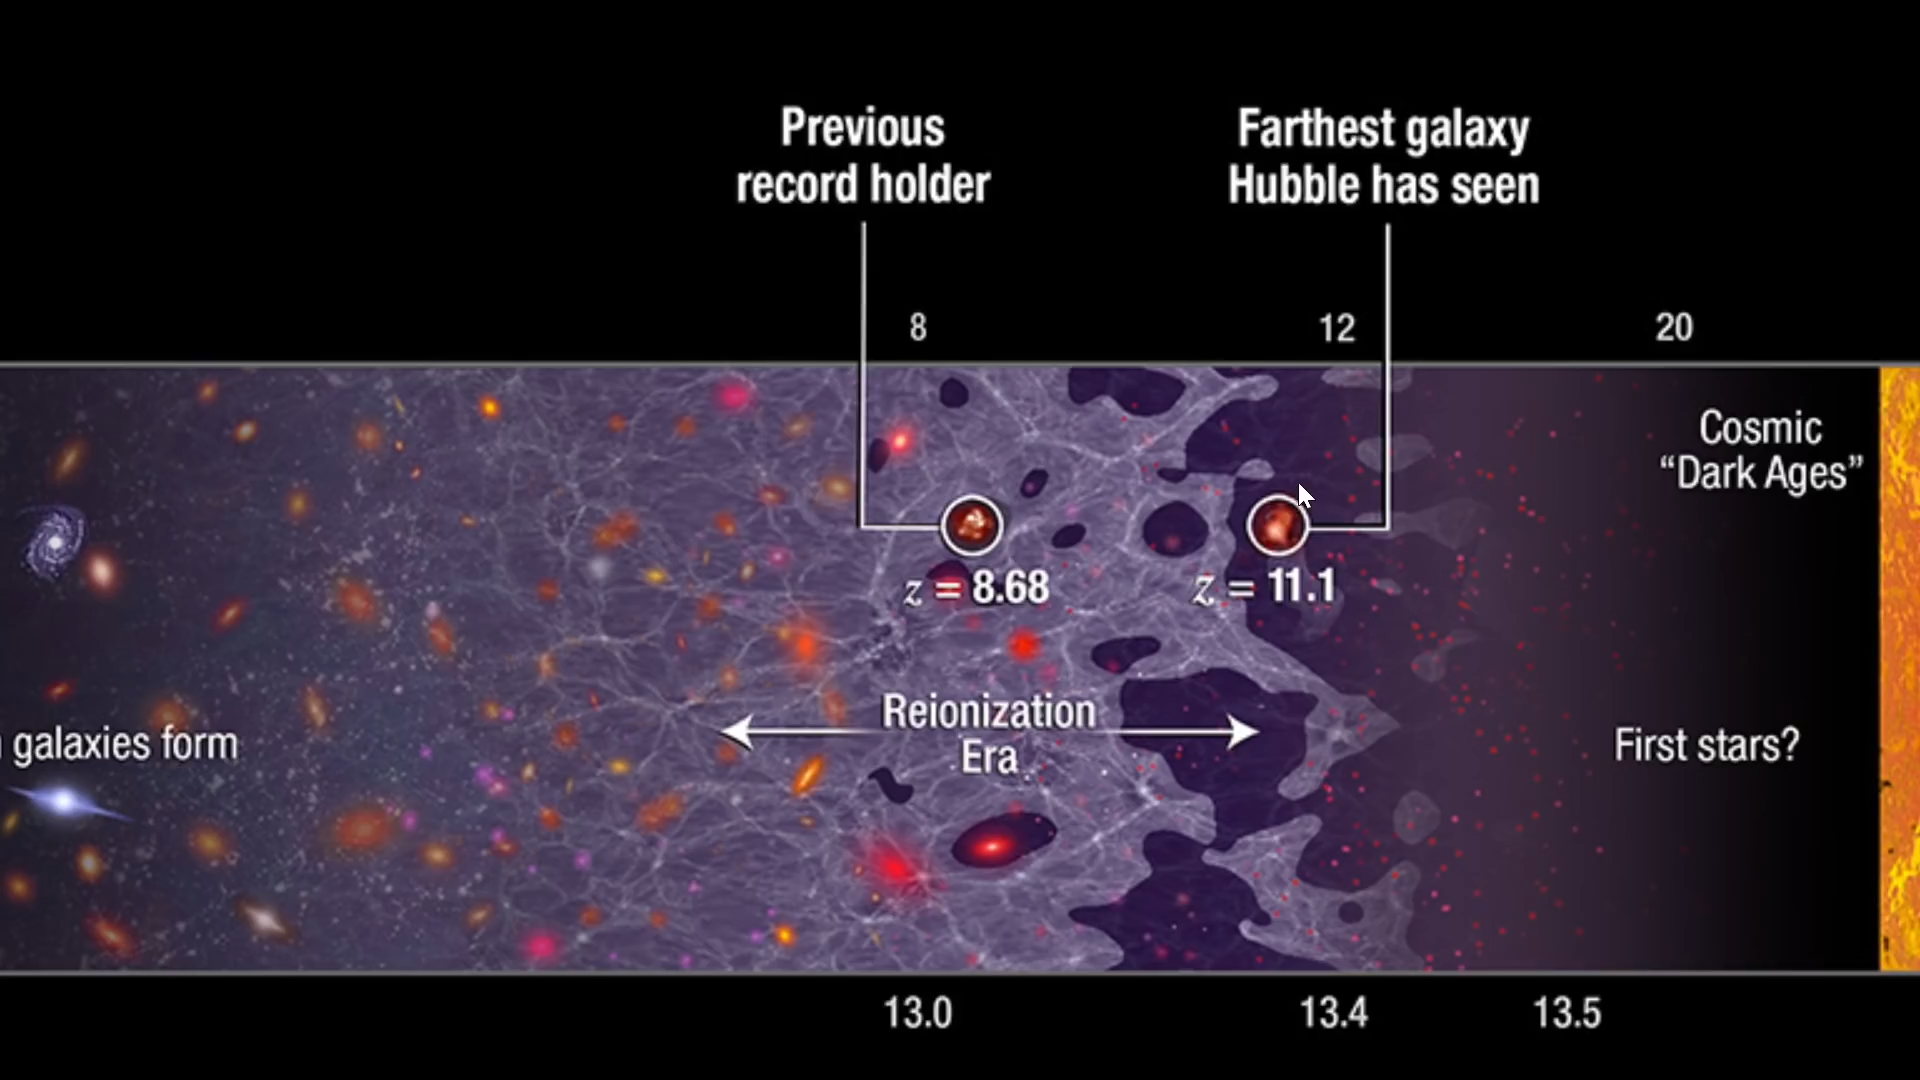 Previous
record holder
Farthest galaxy
Hubble has seen
8
12
20
Cosmic
“Dark Ages”
z = 8.68
z = 11.1
Reionization
Era
galaxies form
First stars?
13.0
13.4
13.5